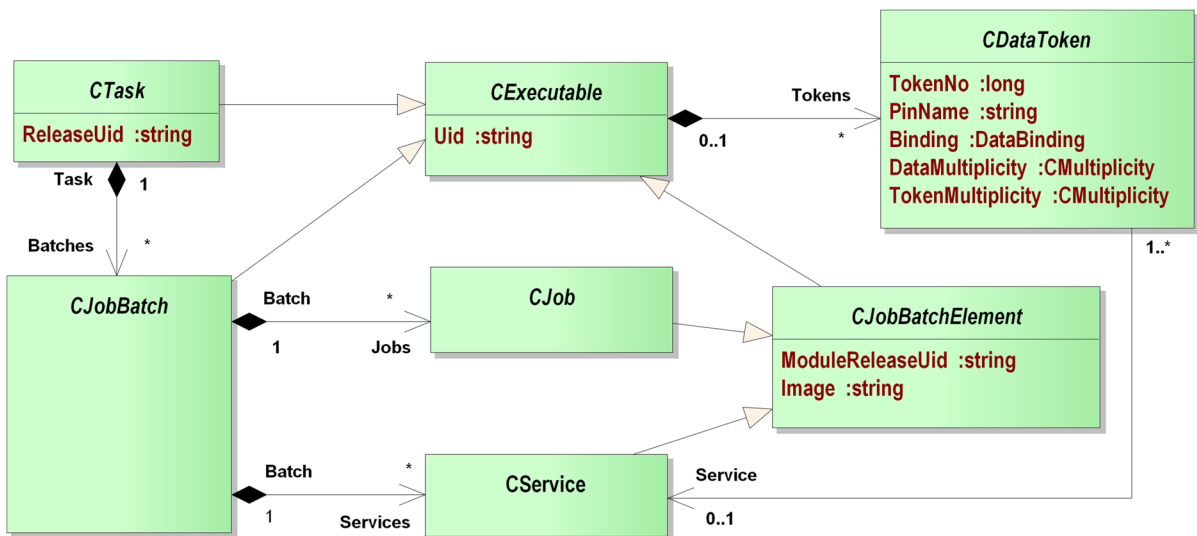 CTask
ReleaseUid :string
CExecutable
Uid :string
CDataToken
TokenNo :long
PinName :string
Binding :DataBinding
DataMultiplicity :CMultiplicity
TokenMultiplicity :CMultiplicity
Tokens
0..1
*
Task
1
Batches
*
1..*
CJobBatch
Batch
*
1
Jobs
CJob
CJobBatchElement
ModuleReleaseUid :string
Image :string
Batch
*
1
Services
CService
Service
0..1